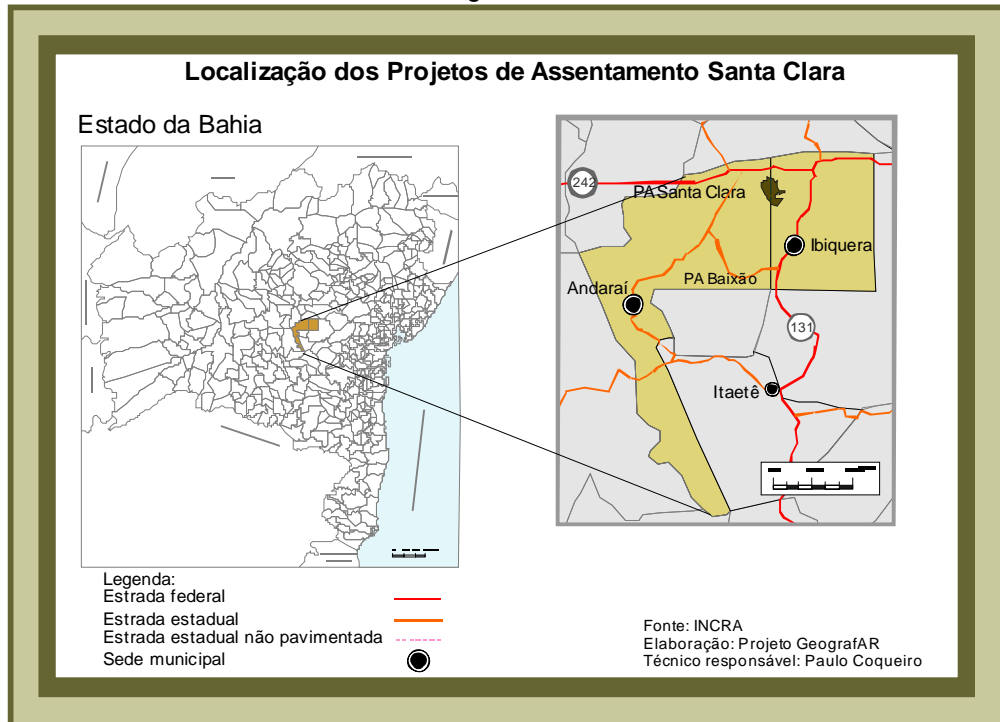 Localização dos Projetos de Assentamento Santa Clara
Estado da Bahia
242
PA Santa Clara
Ibiquera
PA Baixão
Andaraí
131
Itaetê
Legenda:
Estrada federal
Estrada estadual
Estrada estadual não pavimentada
Sede municipal
Fonte: INCRA
Elaboração: Projeto GeografAR
Técnico responsável: Paulo Coqueiro